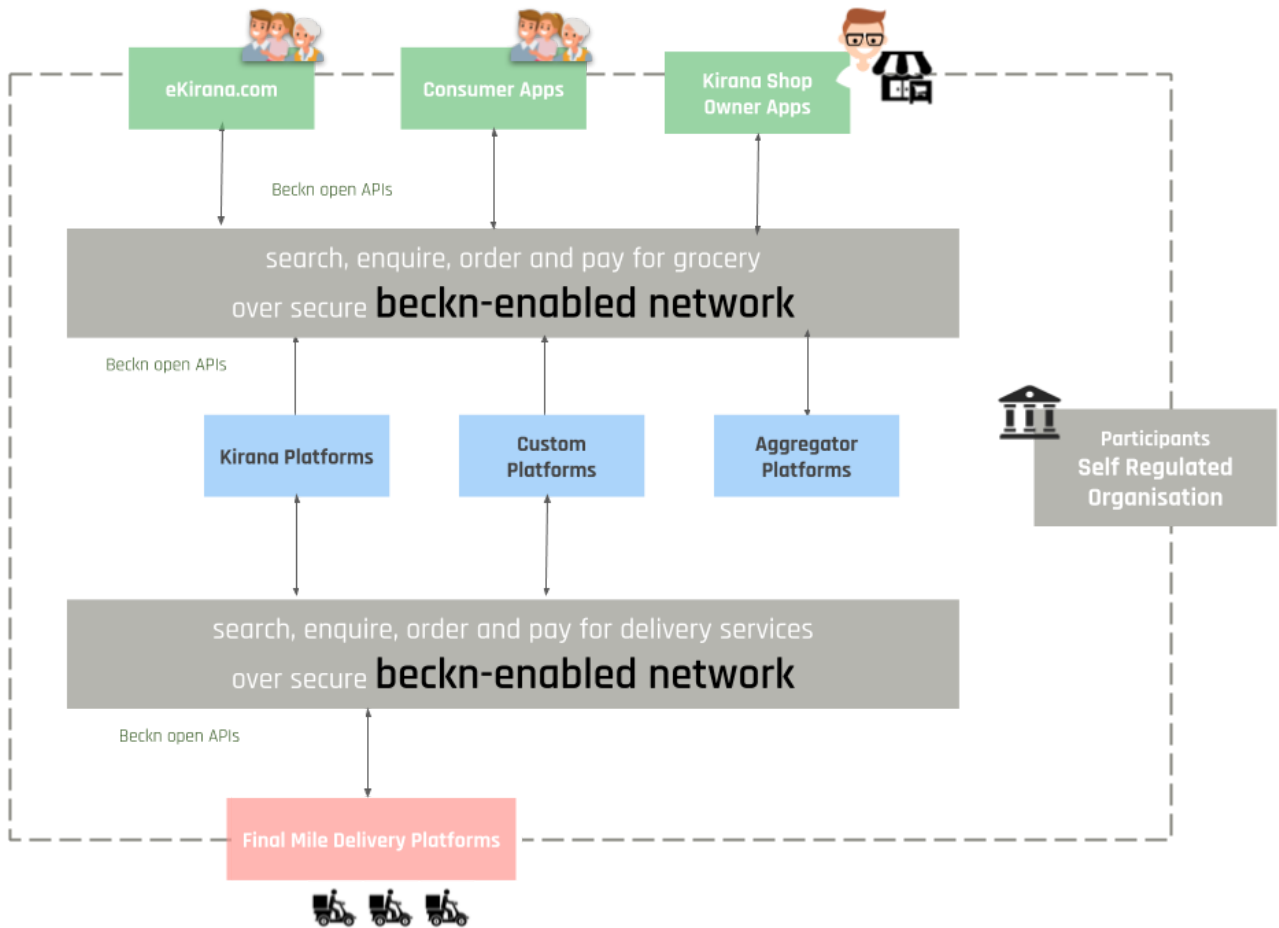 eKirana.com
Consumer Apps
Kirana Shop
Owner Apps
Beckn open APIs
search, enquire, order and pay for grocery
over secure beckn-enabled network
Beckn open APIs
Kirana Platforms
Custom
Platforms
Aggregator
Platforms
Participants
Self Regulated
Organisation
search, enquire, order and pay for delivery services
over secure beckn-enabled network
Beckn open APIs
Final Mile Delivery Platforms